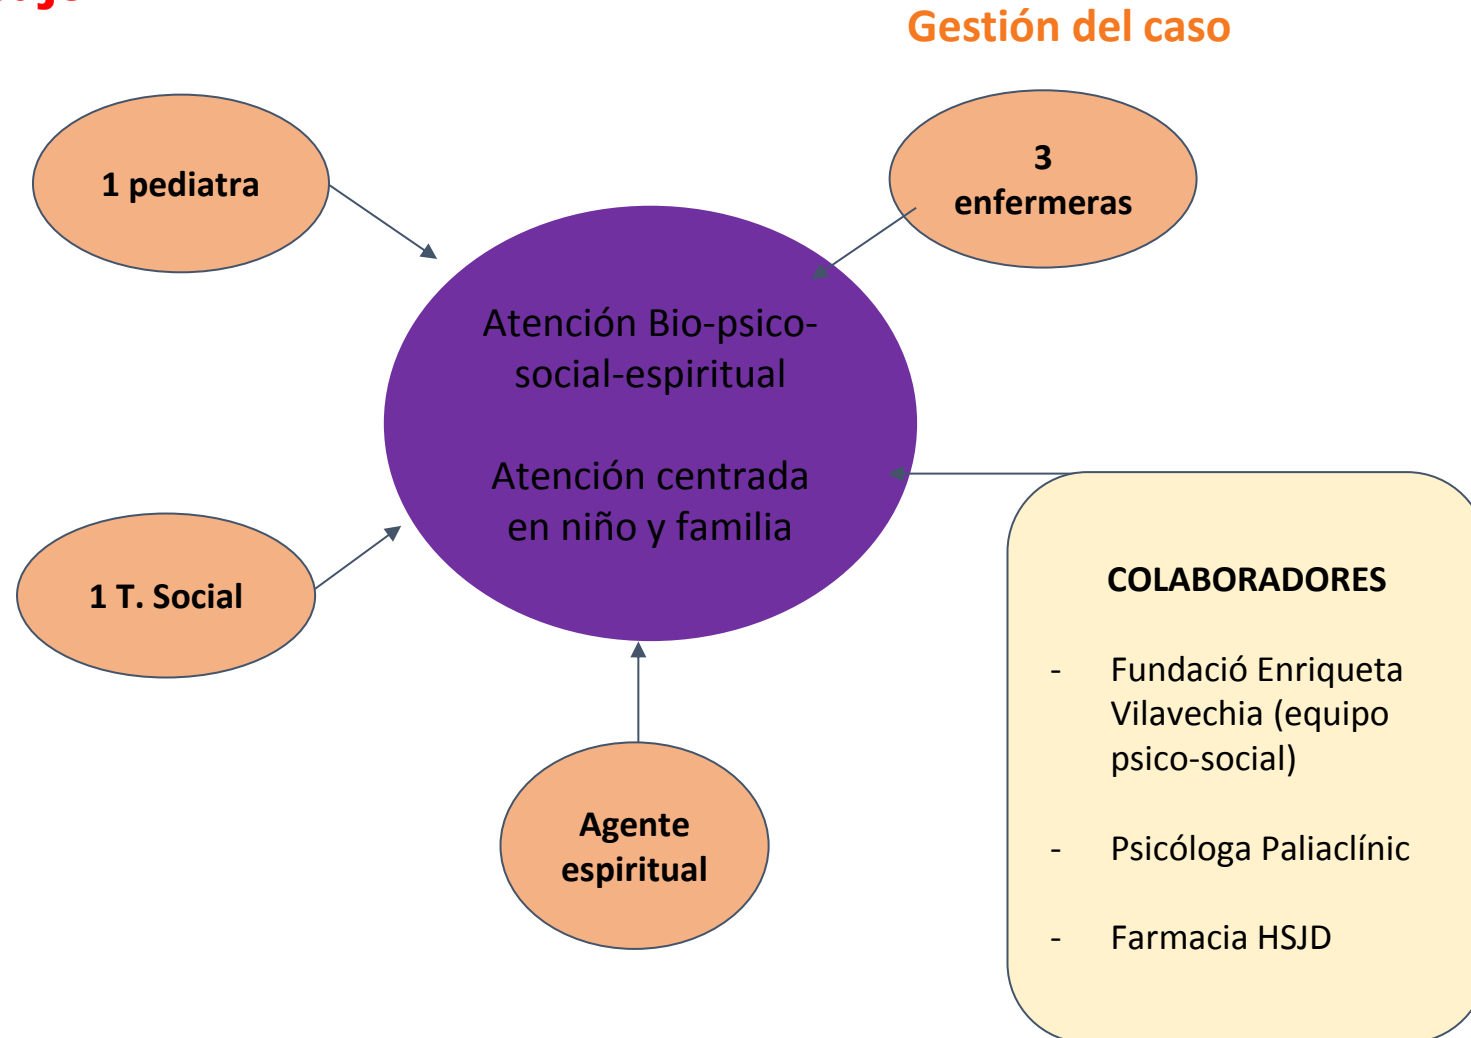 Gestión del caso
1 pediatra
3
enfermeras
Atención Bio-psico-
social-espiritual
Atención centrada
en niño y familia
1 T. Social
Agente
espiritual
COLABORADORES
- Fundació Enriqueta
Vilavechia (equipo
psico-social)
- Psicóloga Paliaclínic
- Farmacia HSJD